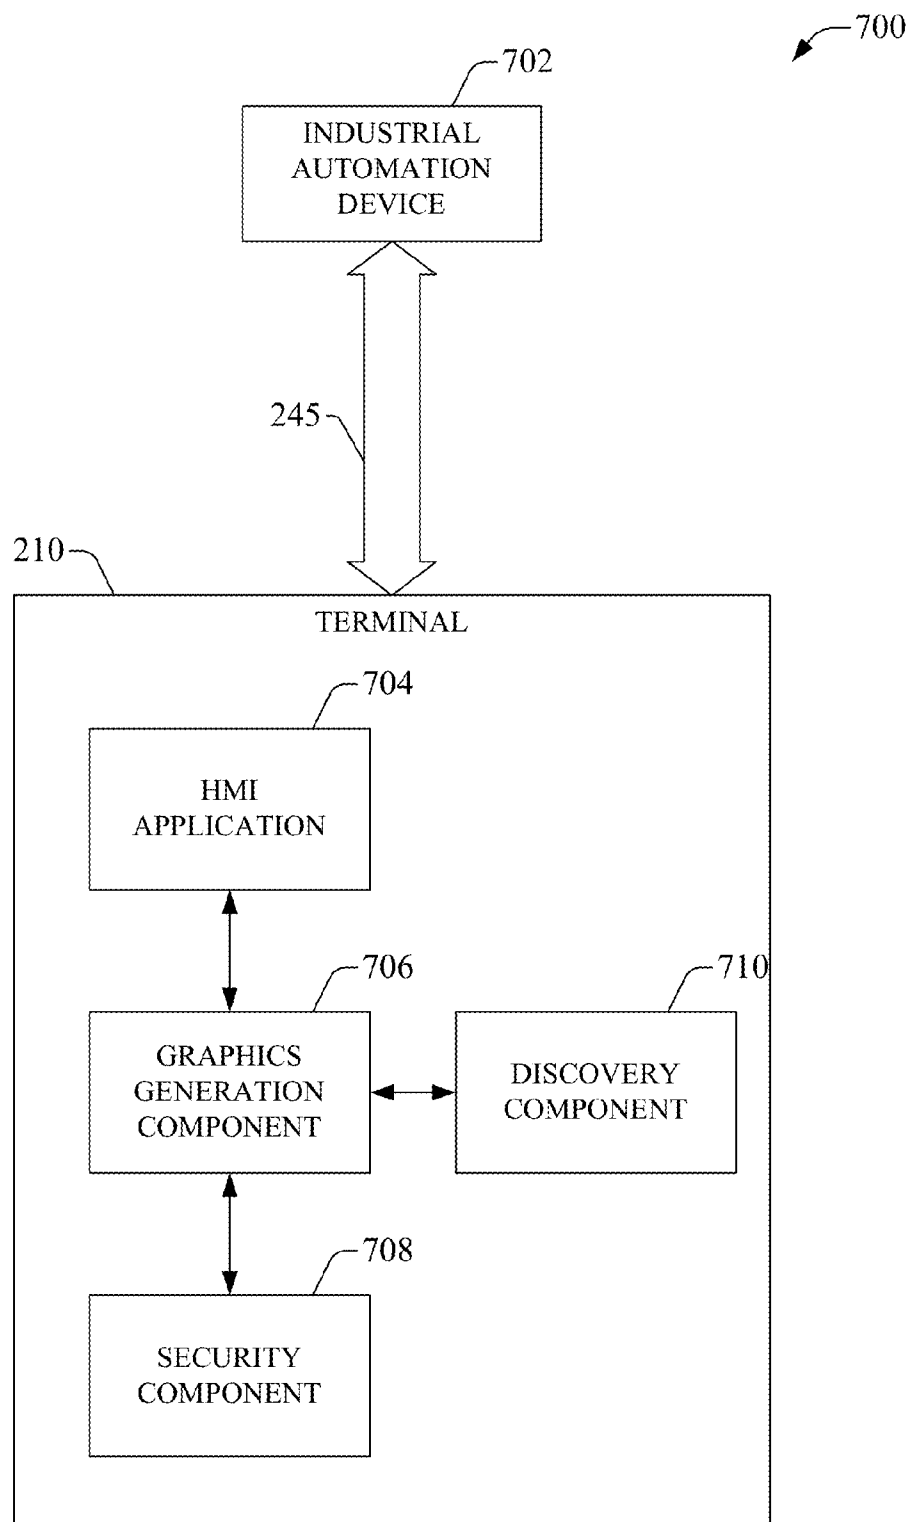 700
702
INDUSTRIAL
AUTOMATION
DEVICE
245
210
TERMINAL
704
HMI
APPLICATION
706
GRAPHICS
GENERATION
COMPONENT
710
DISCOVERY
COMPONENT
708
SECURITY
COMPONENT